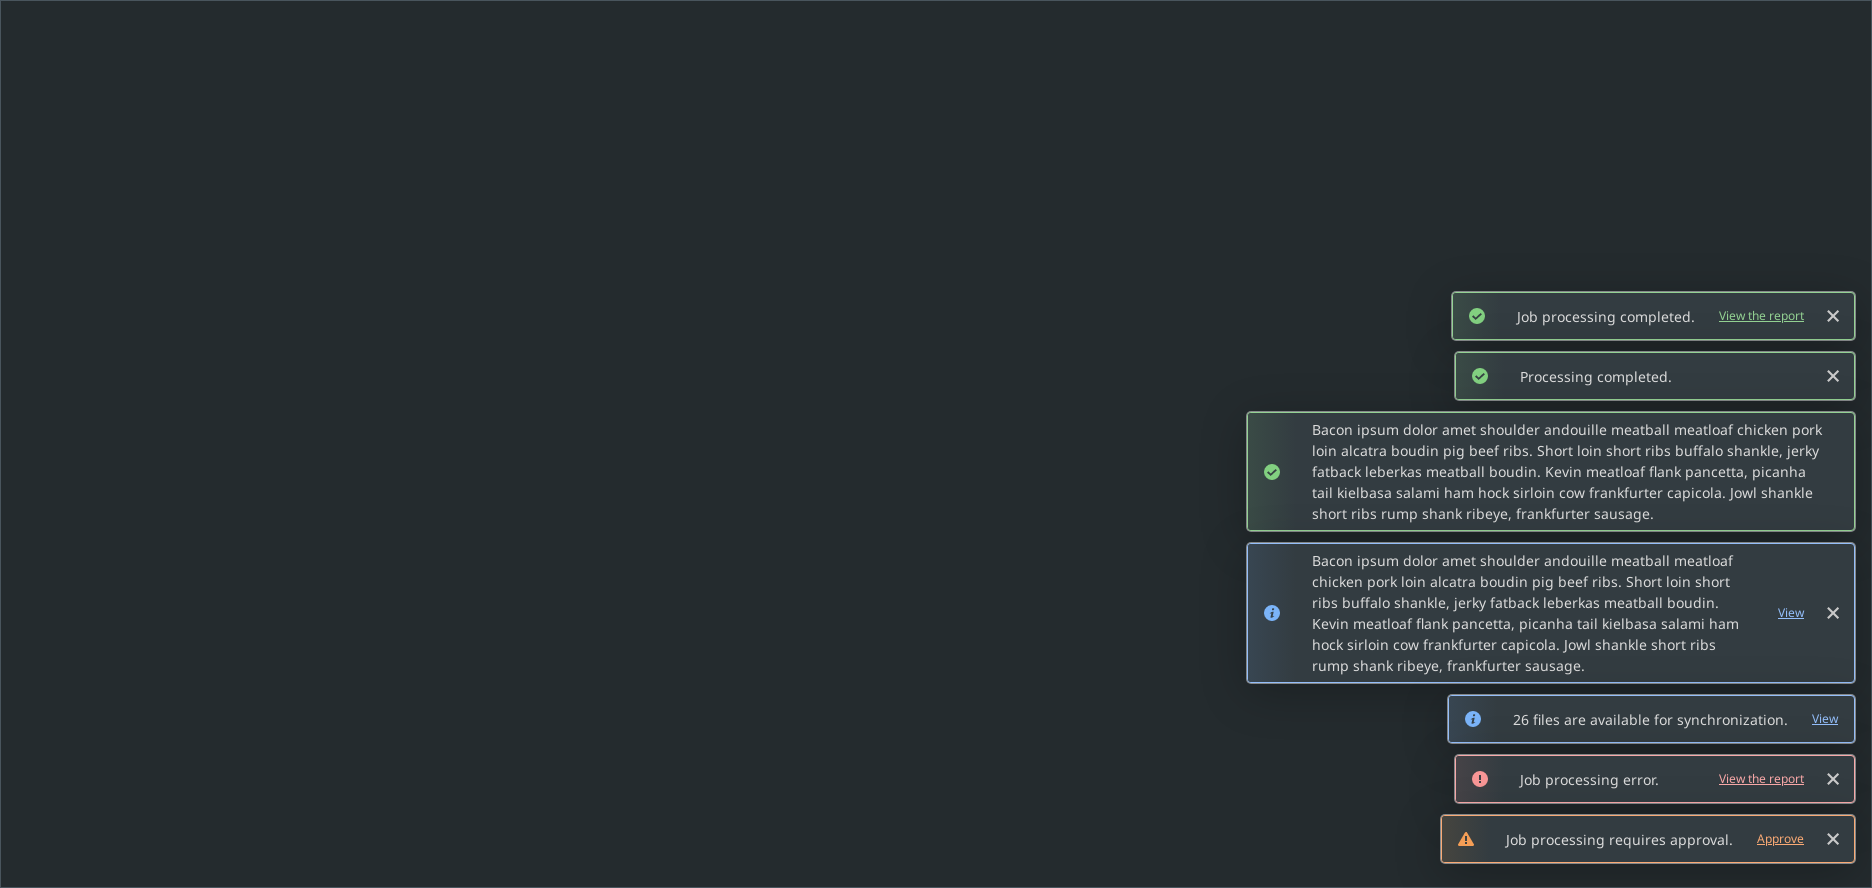 Job processing completed. View the report
Processing completed.
Bacon ipsum dolor amet shoulder andouille meatball meatloaf chicken pork
loin alcatra boudin pig beef ribs. Short loin short ribs buffalo shankle, jerky
fatback leberkas meatball boudin. Kevin meatloaf flank pancetta, picanha
tail kielbasa salami ham hock sirloin cow frankfurter capicola. Jowl shankle
short ribs rump shank ribeye, frankfurter sausage.
Bacon ipsum dolor amet shoulder andouille meatball meatloaf
chicken pork loin alcatra boudin pig beef ribs. Short loin short
ribs buffalo shankle, jerky fatback leberkas meatball boudin.
Kevin meatloaf flank pancetta, picanha tail kielbasa salami ham
hock sirloin cow frankfurter capicola. Jowl shankle short ribs
rump shank ribeye, frankfurter sausage.
View
26 files are available for synchronization. View
Job processing error. View the report
Job processing requires approval. Approve